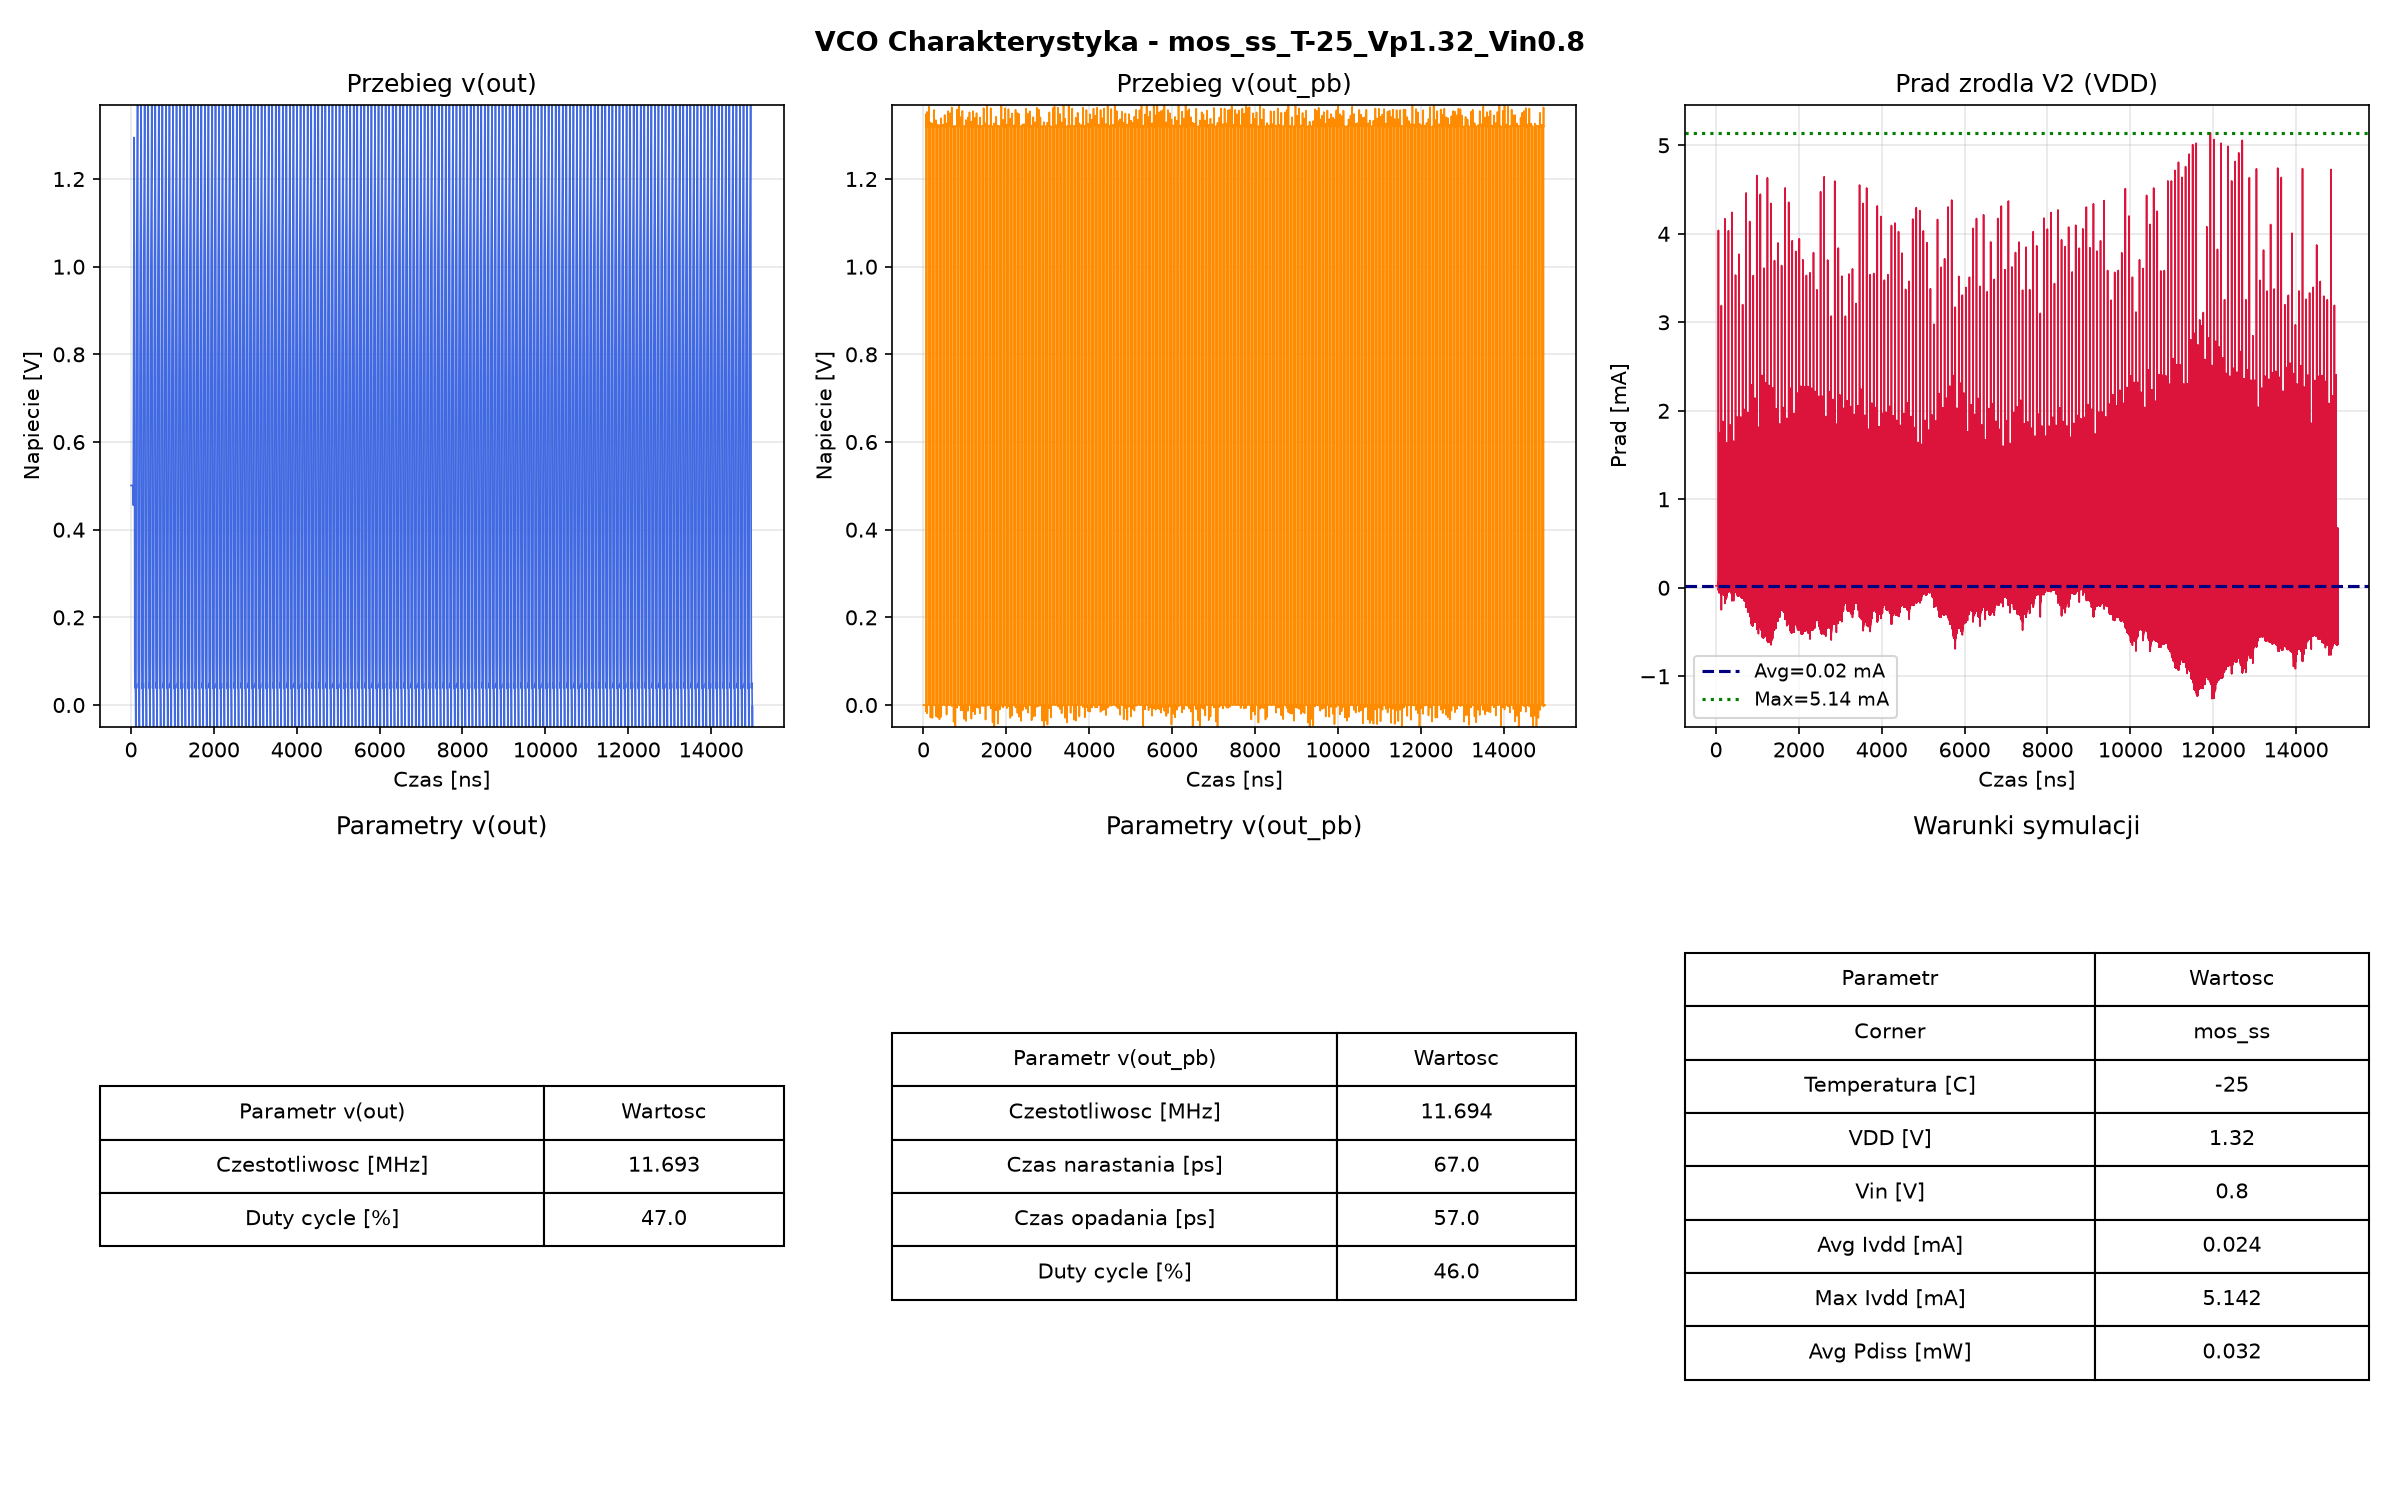 VCO Charakterystyka - mos_ss_T-25_Vp1.32_Vin0.8
Przebieg v(out)
Napiecie [V]
1.2
1.0
0.8
0.6
0.4
0.2
0.0
0 2000 4000 6000 8000 10000 12000 14000
Czas [ns]
Przebieg v(out_pb)
Napiecie [V]
1.2
1.0
0.8
0.6
0.4
0.2
0.0
0 2000 4000 6000 8000 10000 12000 14000
Czas [ns]
Prad zrodla V2 (VDD)
Prad [mA]
5
4
3
2
1
0
−1
Avg=0.02 mA
Max=5.14 mA
0 2000 4000 6000 8000 10000 12000 14000
Czas [ns]
Parametry v(out)
Parametr v(out) Wartosc
Czestotliwosc [MHz] 11.693
Duty cycle [%] 47.0
Parametry v(out_pb)
Parametr v(out_pb) Wartosc
Czestotliwosc [MHz] 11.694
Czas narastania [ps] 67.0
Czas opadania [ps] 57.0
Duty cycle [%] 46.0
Warunki symulacji
Parametr Wartosc
Corner mos_ss
Temperatura [C] -25
VDD [V] 1.32
Vin [V] 0.8
Avg Ivdd [mA] 0.024
Max Ivdd [mA] 5.142
Avg Pdiss [mW] 0.032